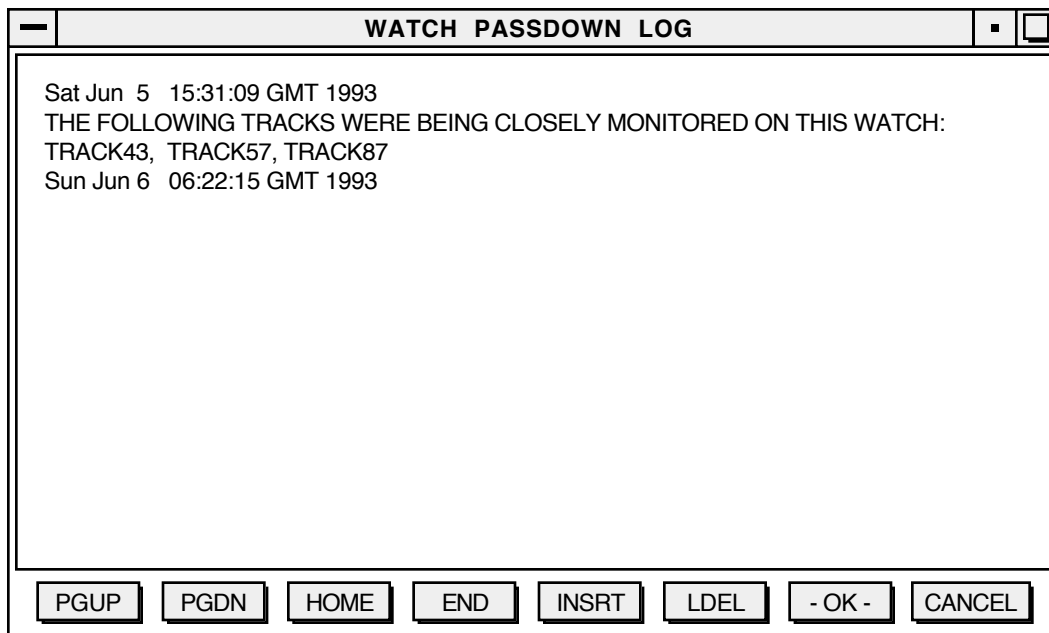 WATCH PASSDOWN LOG
Sat Jun 5 15:31:09 GMT 1993
THE FOLLOWING TRACKS WERE BEING CLOSELY MONITORED ON THIS WATCH:
TRACK43, TRACK57, TRACK87
Sun Jun 6 06:22:15 GMT 1993
PGUP PGDN HOME END INSRT LDEL - OK - CANCEL